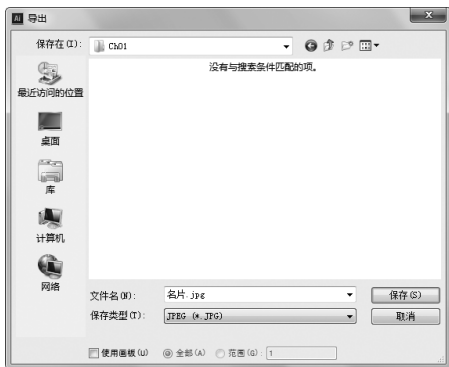 Ai 导出
x
保存在(I): Ch01
没有与搜索条件匹配的项。
最近访问的位置
桌面
库
计算机
网络
文件名(N): 名片.jpg 保存(S)
保存类型(T): JPEG (*.JPG) 取消
使用画板(U) 全部(A) 范围(G): 1